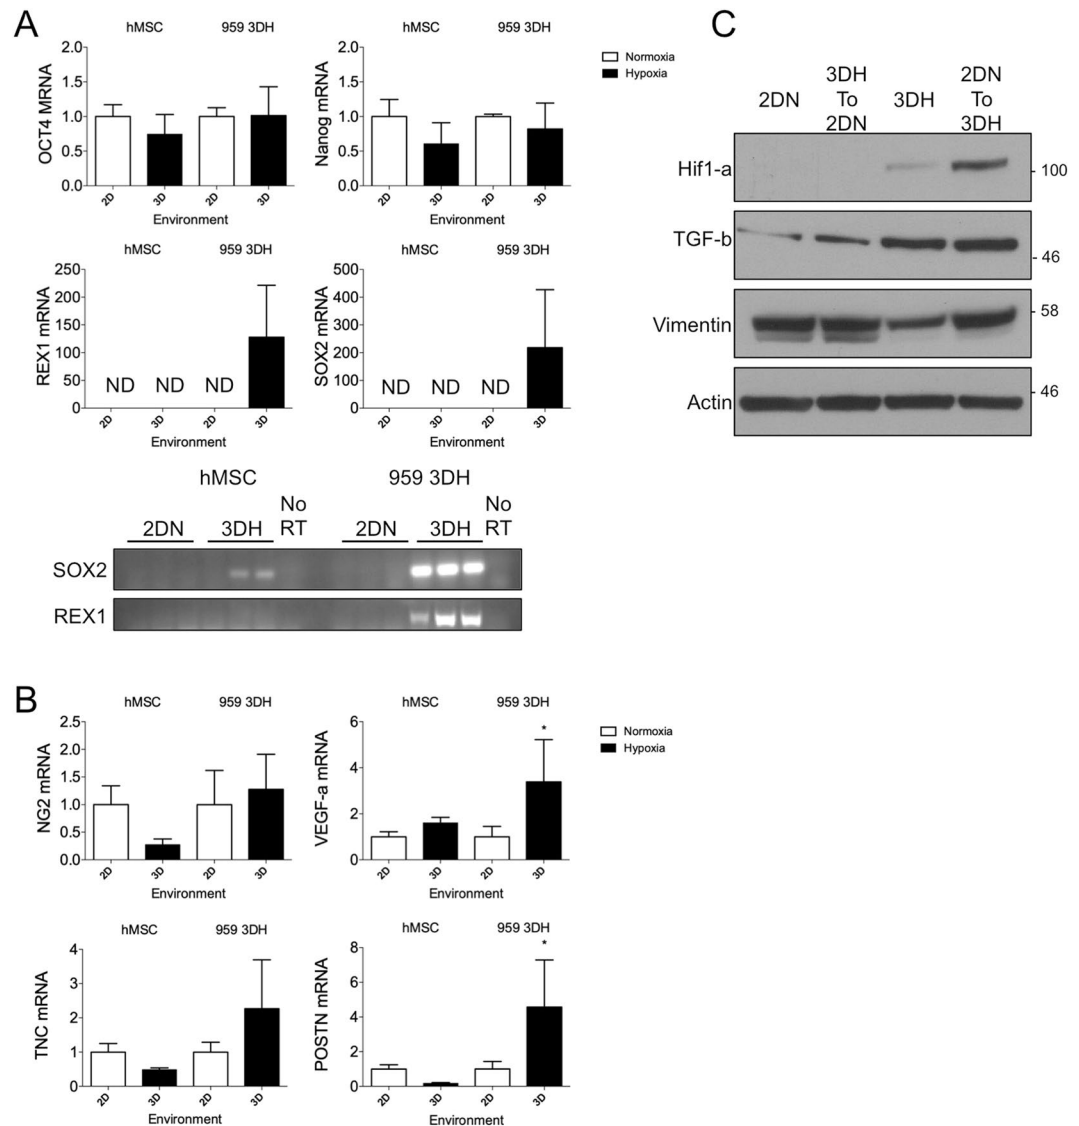 A
hMSC 959 3DH
OCT4 MRNA
2.0
1.5
1.0
0.5
0.0
2D 3D 2D 3D
Environment
hMSC 959 3DH
Nanog mRNA
2.0
1.5
1.0
0.5
0.0
2D 3D 2D 3D
Environment
Normoxia
Hypoxia
hMSC 959 3DH
REX1 mRNA
250
200
150
100
50
0
ND ND ND
2D 3D 2D 3D
Environment
hMSC 959 3DH
SOX2 mRNA
500
400
300
200
100
0
ND ND ND
2D 3D 2D 3D
Environment
hMSC 959 3DH
No No
2DN 3DH RT 2DN 3DH RT
SOX2
REX1
B
hMSC 959 3DH
NG2 mRNA
2.5
2.0
1.5
1.0
0.5
0.0
2D 3D 2D 3D
Environment
hMSC 959 3DH
VEGF-a mRNA
6
4
2
0
*
2D 3D 2D 3D
Environment
Normoxia
Hypoxia
hMSC 959 3DH
TNC mRNA
4
3
2
1
0
2D 3D 2D 3D
Environment
hMSC 959 3DH
POSTN mRNA
8
6
4
2
0
*
2D 3D 2D 3D
Environment
C
3DH 2DN
2DN To 3DH To
2DN 3DH
Hif1-a - 100
TGF-b - 46
Vimentin - 58
Actin - 46